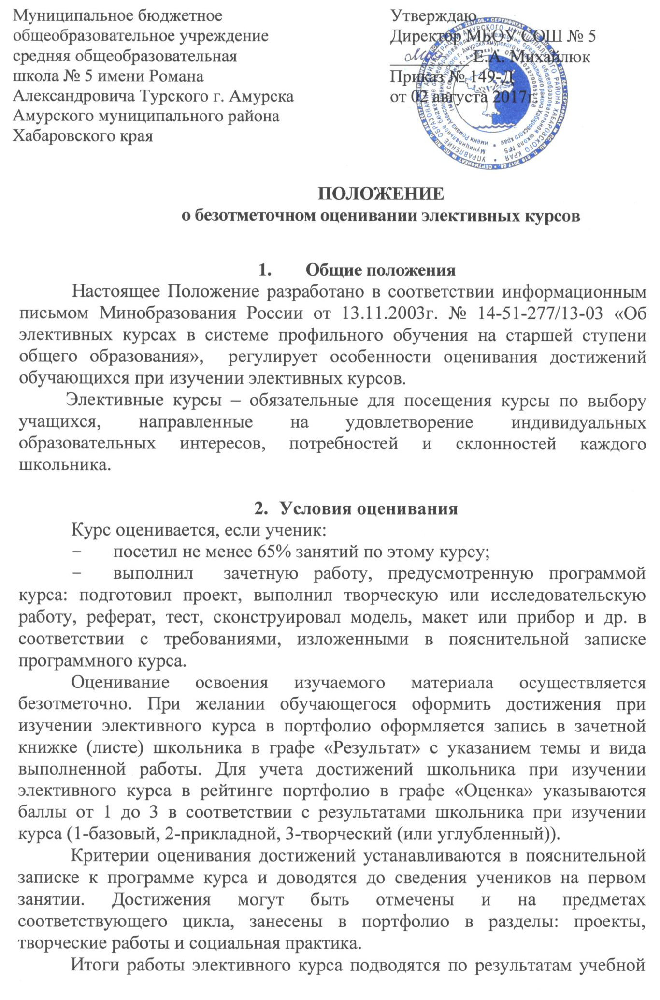 Муниципальное бюджетное
общеобразовательное учреждение
средняя общеобразовательная
школа № 5 имени Романа
Александровича Турского г. Амурска
Амурского муниципального района
Хабаровского края
Утверждаю
Директор МБОУ СОШ № 5
Е.А. Михайлюк
Приказ № 149-Д
от 02 августа 2017г.
ПОЛОЖЕНИЕ
о безотметочном оценивании элективных курсов
1. Общие положения
Настоящее Положение разработано в соответствии информационным
письмом Минобразования России от 13.11.2003г. № 14-51-277/13-03 «Об
элективных курсах в системе профильного обучения на старшей ступени
общего образования», регулирует особенности оценивания достижений
обучающихся при изучении элективных курсов.
Элективные курсы – обязательные для посещения курсы по выбору
учащихся, направленные на удовлетворение индивидуальных
образовательных интересов, потребностей и склонностей каждого
школьника.
2. Условия оценивания
Курс оценивается, если ученик:
– посетил не менее 65% занятий по этому курсу;
– выполнил зачетную работу, предусмотренную программой
курса: подготовил проект, выполнил творческую или исследовательскую
работу, реферат, тест, сконструировал модель, макет или прибор и др. в
соответствии с требованиями, изложенными в пояснительной записке
программного курса.
Оценивание освоения изучаемого материала осуществляется
безотметочно. При желании обучающегося оформить достижения при
изучении элективного курса в портфолио оформляется запись в зачетной
книжке (листе) школьника в графе «Результат» с указанием темы и вида
выполненной работы. Для учета достижений школьника при изучении
элективного курса в рейтинге портфолио в графе «Оценка» указываются
баллы от 1 до 3 в соответствии с результатами школьника при изучении
курса (1-базовый, 2-прикладной, 3-творческий (или углубленный)).
Критерии оценивания достижений устанавливаются в пояснительной
записке к программе курса и доводятся до сведения учеников на первом
занятии. Достижения могут быть отмечены и на предметах
соответствующего цикла, занесены в портфолио в разделы: проекты,
творческие работы и социальная практика.
Итоги работы элективного курса подводятся по результатам учебной